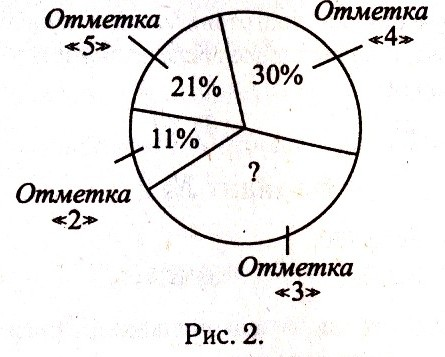 Отметка
«5»
Отметка
«4»
21%
30%
11%
?
Отметка
«2»
Отметка
«3»
Рис. 2.